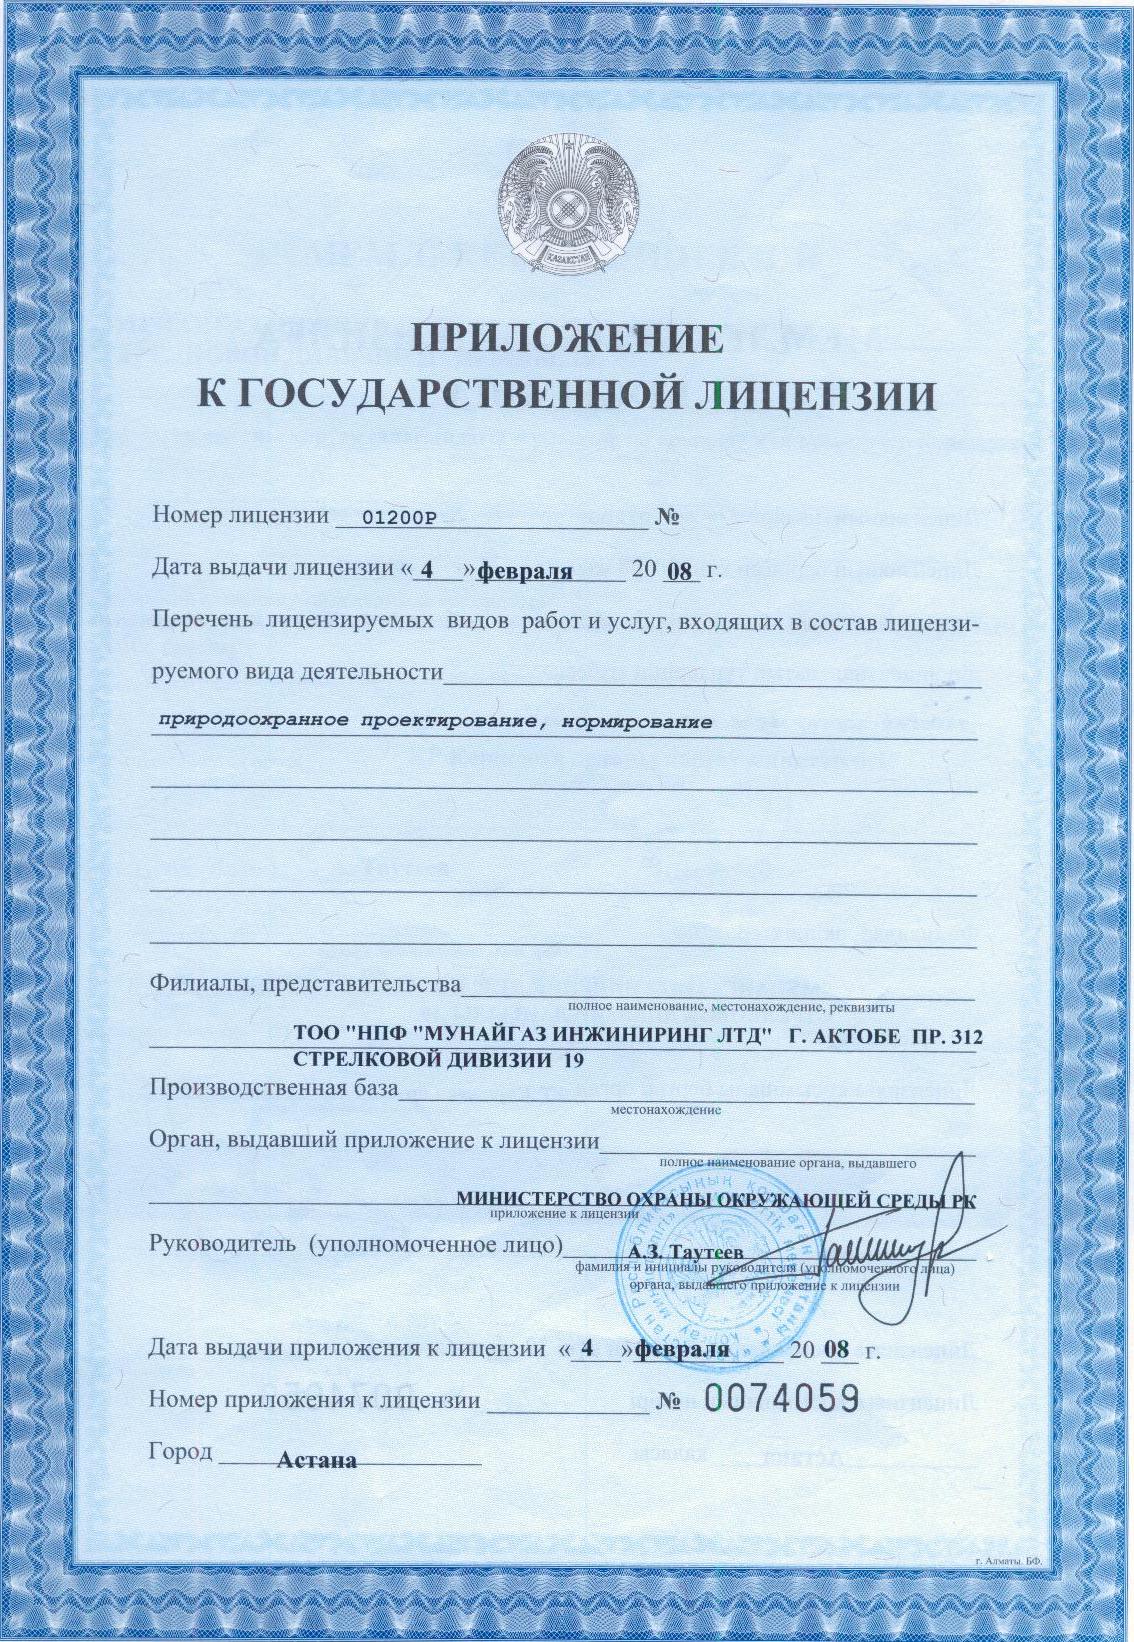 ҚАЗАҚСТАН
ПРИЛОЖЕНИЕ
К ГОСУДАРСТВЕННОЙ ЛИЦЕНЗИИ
Номер лицензии 01200Р №
Дата выдачи лицензии « 4 » февраля 20 08 г.
Перечень лицензируемых видов работ и услуг, входящих в состав лицензи-
руемого вида деятельности
природоохранное проектирование, нормирование
Филиалы, представительства
полное наименование, местонахождение, реквизиты
ТОО "НПФ "МУНАЙГАЗ ИНЖИНИРИНГ ЛТД" Г. АКТОБЕ ПР. 312
СТРЕЛКОВОЙ ДИВИЗИИ 19
Производственная база
местонахождение
Орган, выдавший приложение к лицензии
полное наименование органа, выдавшего
МИНИСТЕРСТВО ОХРАНЫ ОКРУЖАЮЩЕЙ СРЕДЫ РК
приложение к лицензии
Руководитель (уполномоченное лицо) А.З. Таутеев
фамилия и инициалы руководителя (уполномоченного лица)
органа, выдавшего приложение к лицензии
Дата выдачи приложения к лицензии « 4 » февраля 20 08 г.
Номер приложения к лицензии № 0074059
Город Астана
г. Алматы. БФ.